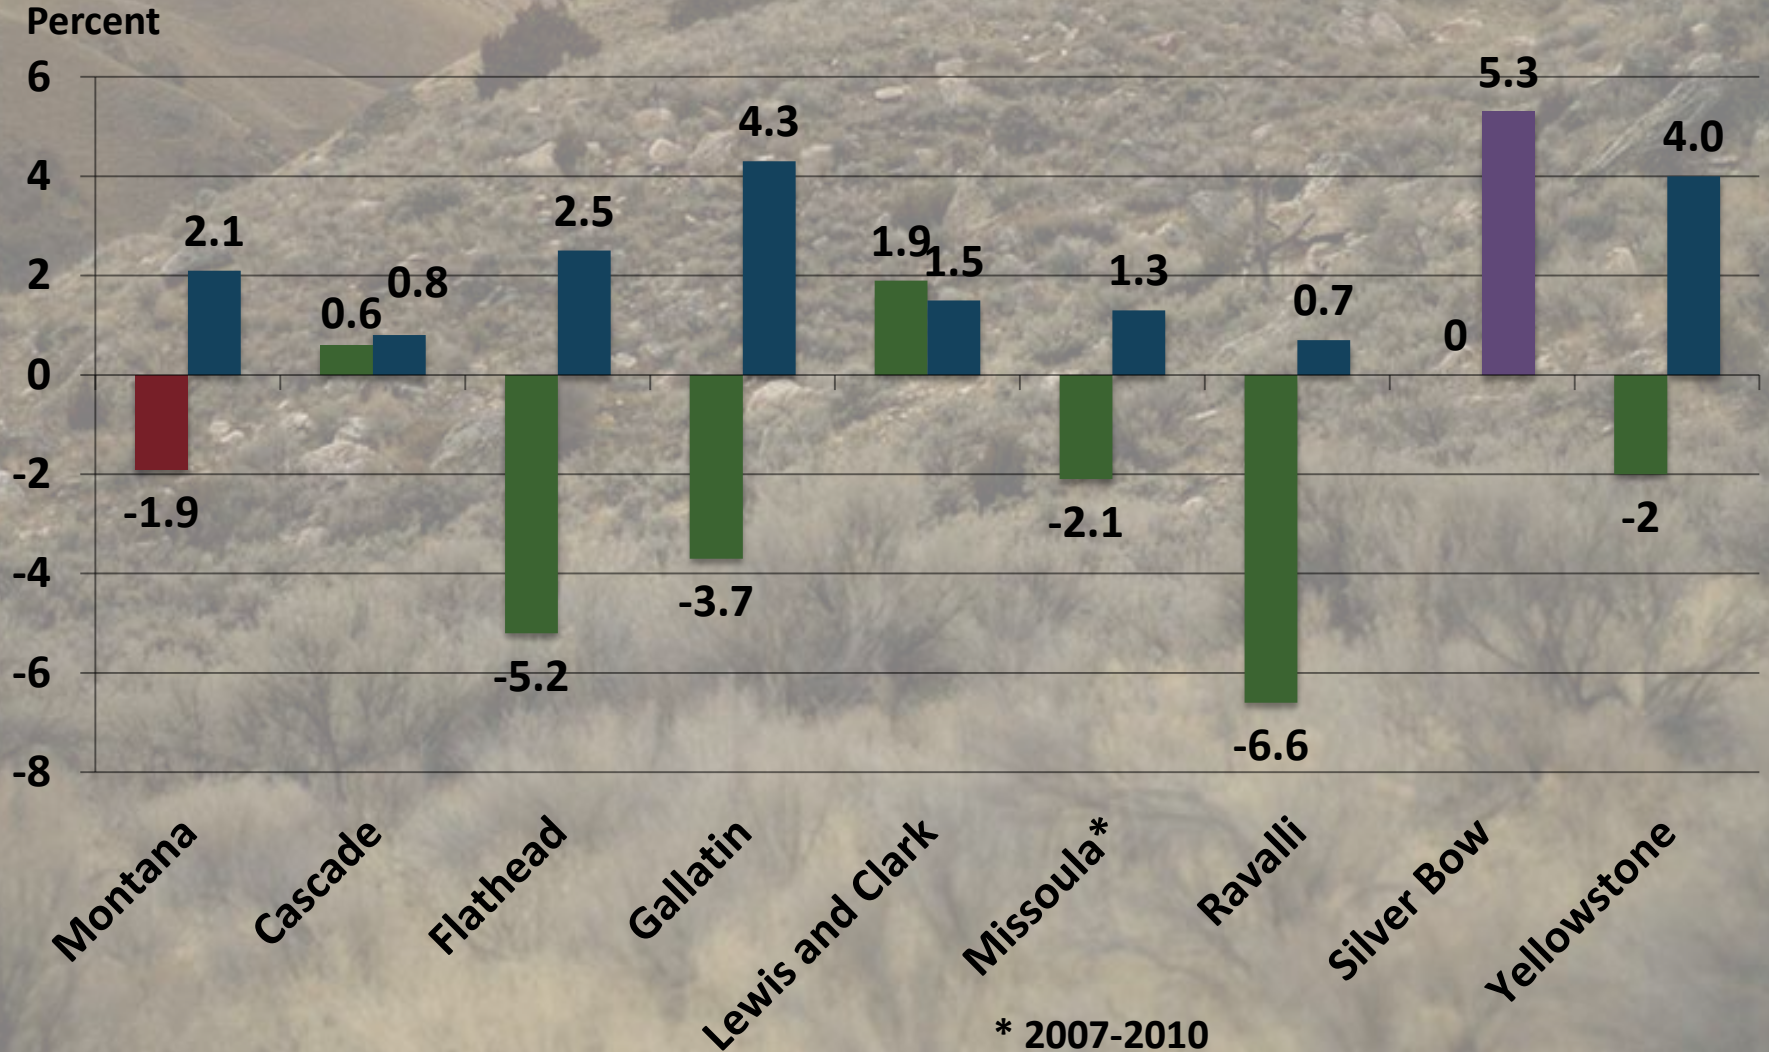 Percent
6
4
2
0
-2
-4
-6
-8
-1.9
2.1
0.6
0.8
-5.2
2.5
-3.7
4.3
1.9
1.5
-2.1
1.3
-6.6
0.7
0
5.3
-2
4.0
Montana
Cascade
Flathead
Gallatin
Lewis and Clark
Missoula*
Ravalli
Silver Bow
Yellowstone
* 2007-2010